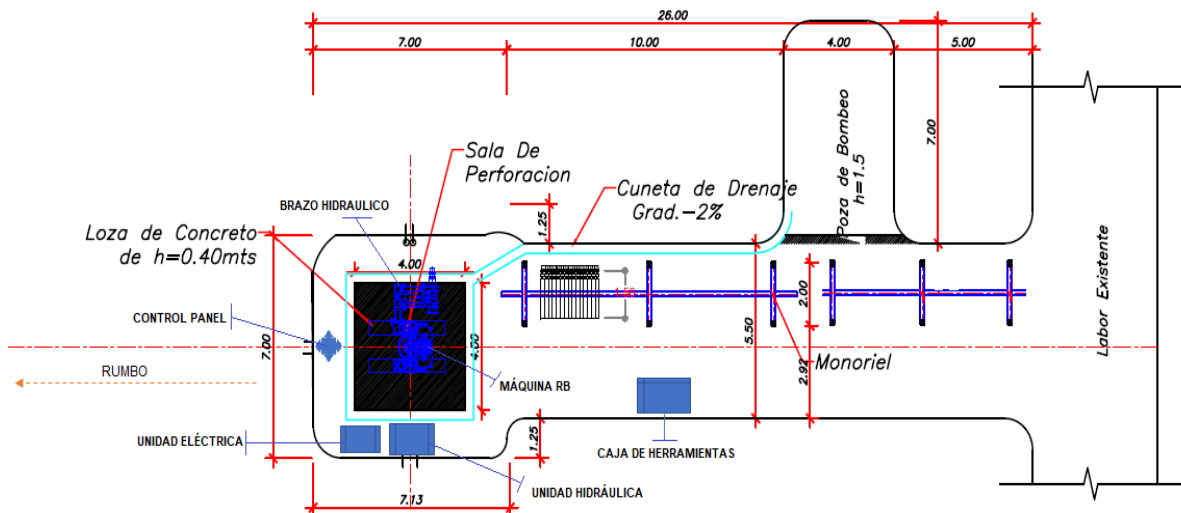 26.00
7.00
10.00
4.00
5.00
Sala De
Perforacion
BRAZO HIDRAULICO
Loza de Concreto
de h=0.40mts
4.00
1.25
Cuneta de Drenaje
Grad.-2%
Poza de Bombeo
h=1.5
7.00
Labor Existente
CONTROL PANEL
7.00
4.00
1.50
5.50
2.00
2.92
Monoriel
RUMBO
MÁQUINA RB
UNIDAD ELÉCTRICA
1.25
CAJA DE HERRAMIENTAS
UNIDAD HIDRÁULICA
7.13